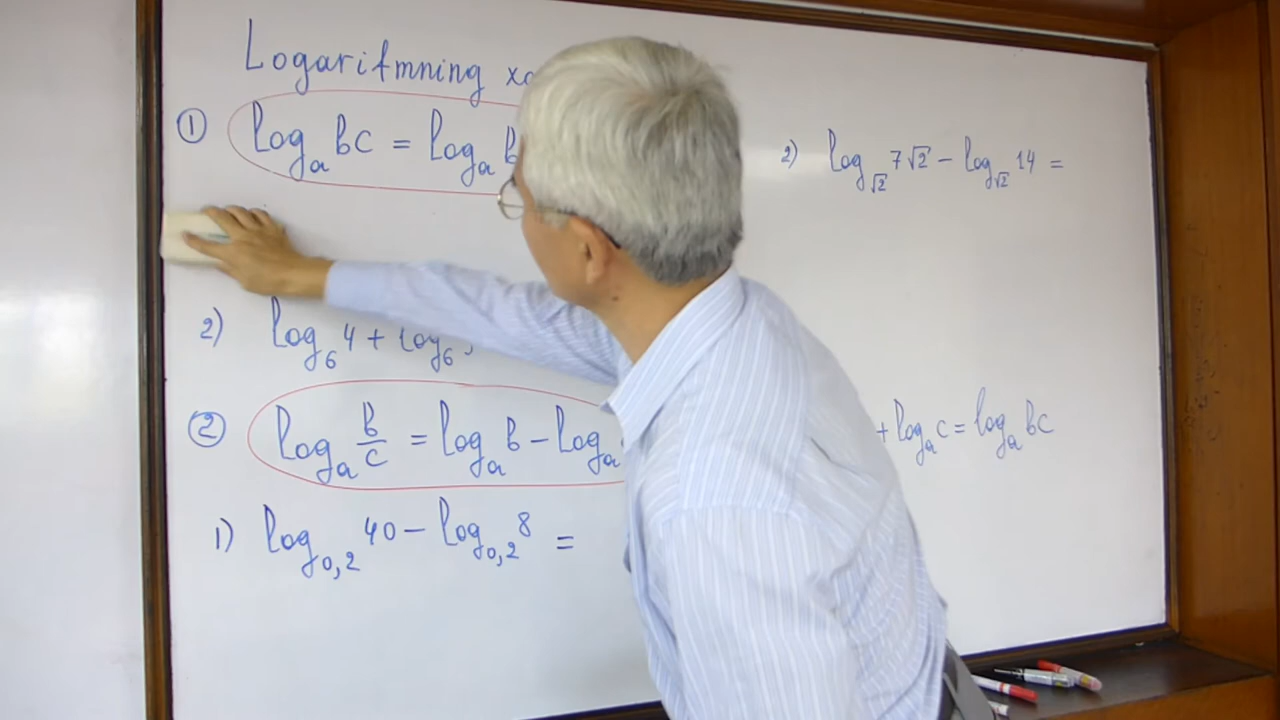 Logaritmning
① log_a bc = log_a b
2) log_6 4 + log_6
② log_a b/c = log_a b - log_a
1) log_0,2 40 - log_0,2 8 =
2) log_√2 7√2 - log_√2 14 =
+ log_a c = log_a bc